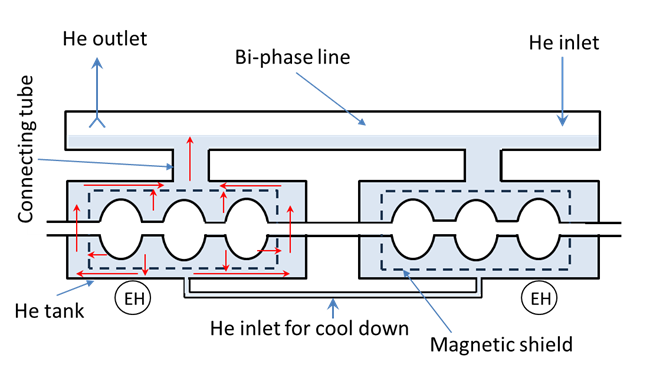 He outlet
Bi-phase line
He inlet
Connecting tube
He tank
EH
He inlet for cool down
EH
Magnetic shield